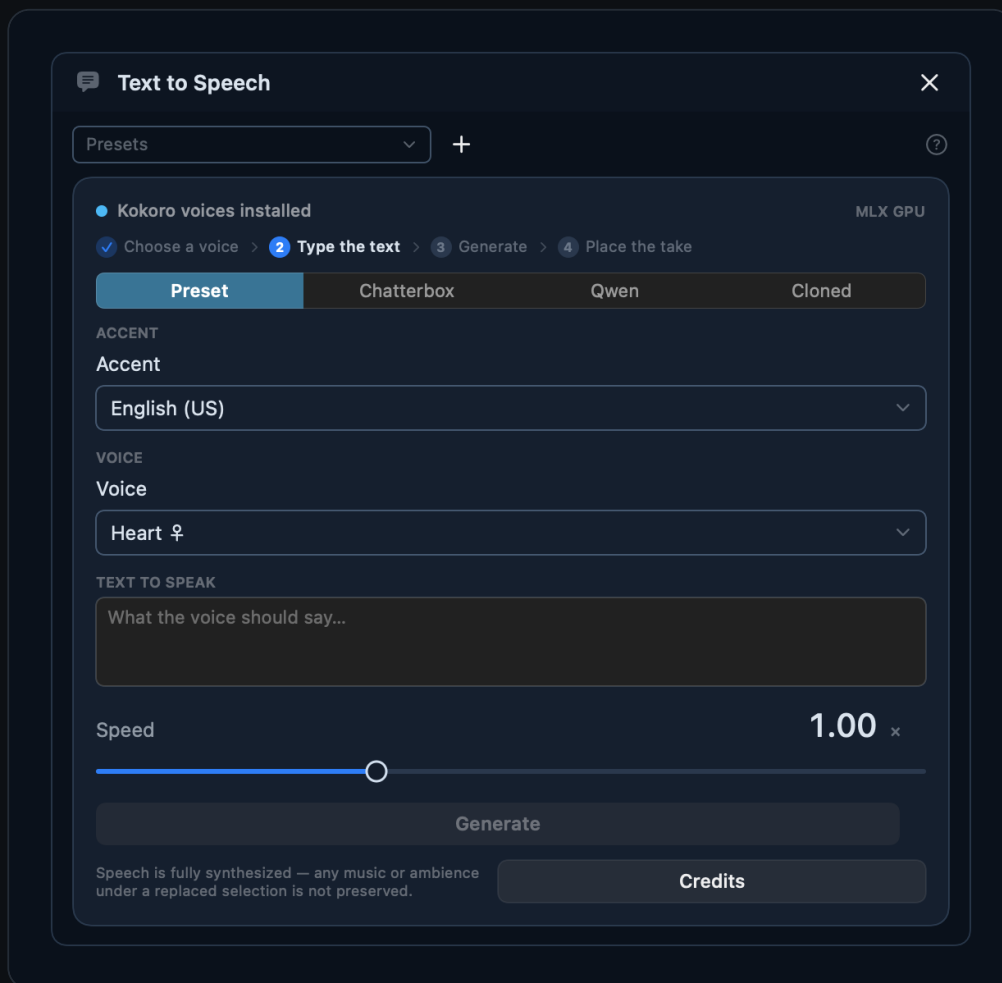 Text to Speech
Presets
?
Kokoro voices installed
MLX GPU
Choose a voice > 2 Type the text > 3 Generate > 4 Place the take
Preset
Chatterbox
Qwen
Cloned
ACCENT
Accent
English (US)
VOICE
Voice
Heart
TEXT TO SPEAK
What the voice should say...
Speed
1.00 ×
Generate
Speech is fully synthesized — any music or ambience
under a replaced selection is not preserved.
Credits